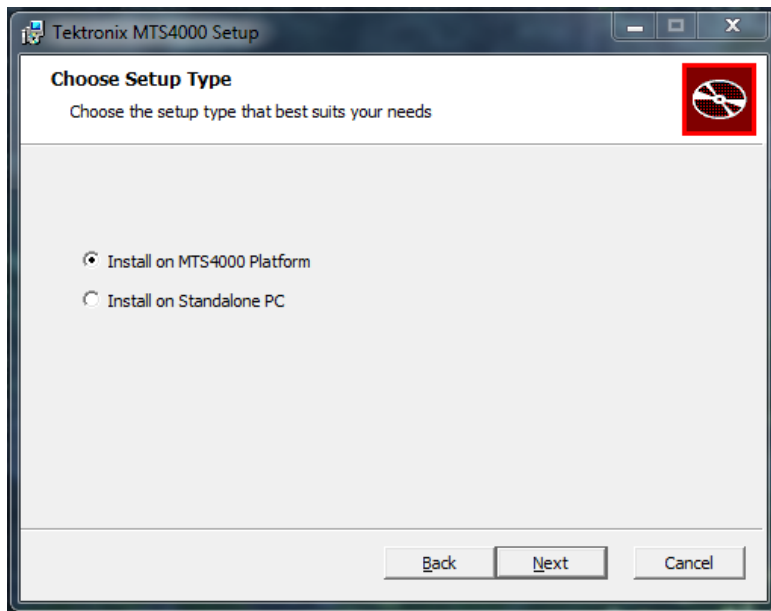 Tektronix MTS4000 Setup
Choose Setup Type
Choose the setup type that best suits your needs
Install on MTS4000 Platform
Install on Standalone PC
Back Next Cancel